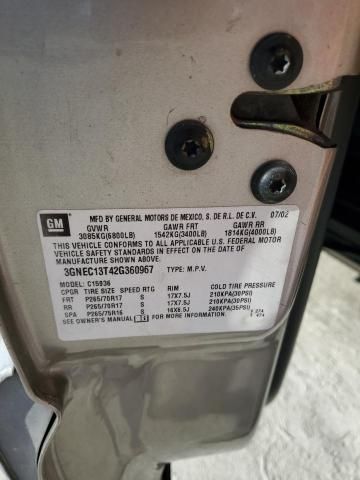 GM
MFD BY GENERAL MOTORS DE MEXICO, S. DE R.L. DE C.V. 07/02
GVWR GAWR FRT GAWR RR
3085KG(6800LB) 1542KG(3400LB) 1814KG(4000LB)
THIS VEHICLE CONFORMS TO ALL APPLICABLE U.S. FEDERAL MOTOR
VEHICLE SAFETY STANDARDS IN EFFECT ON THE DATE OF
MANUFACTURE SHOWN ABOVE.
3GNEC13T42G360967 TYPE: M.P.V.
MODEL: C15936
CPGR TIRE SIZE SPEED RTG RIM COLD TIRE PRESSURE
FRT P265/70R17 S 17X7.5J 210KPA(30PSI)
RR P265/70R17 S 17X7.5J 210KPA(30PSI)
SPA P265/75R16 S 16X6.5J 240KPA(35PSI)
SEE OWNER'S MANUAL FOR MORE INFORMATION